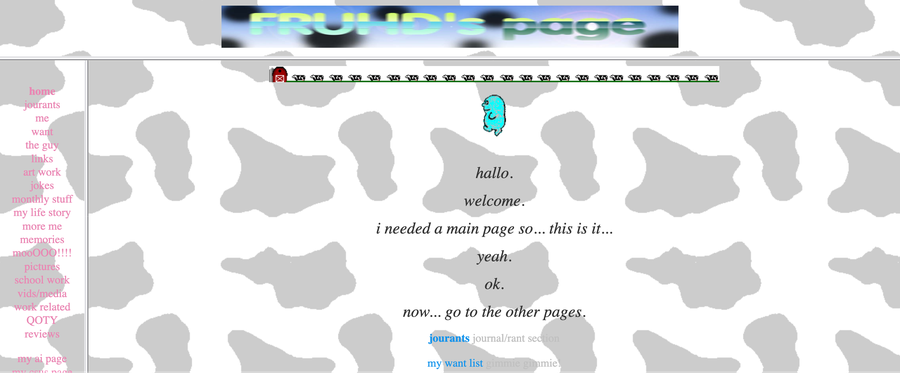 FRUHD's page
home
jourants
me
want
the guy
links
art work
jokes
monthly stuff
my life story
more me
memories
mooOOO!!!!
pictures
school work
vids/media
work related
QOTY
reviews
my ai page
hallo.
welcome.
i needed a main page so... this is it...
yeah.
ok.
now... go to the other pages.
jourants journal/rant section
my want list gimmie gimmie!